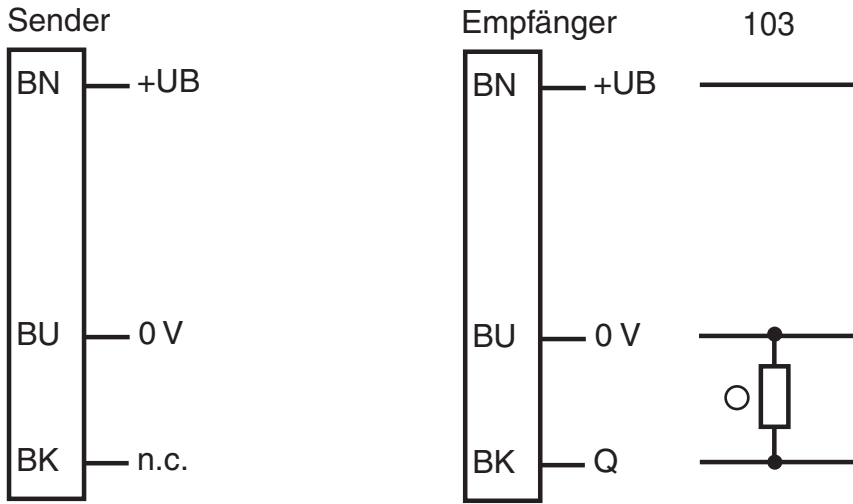 Sender
BN +UB
BU 0 V
BK n.c.
Empfänger
BN +UB
BU 0 V
BK Q
103